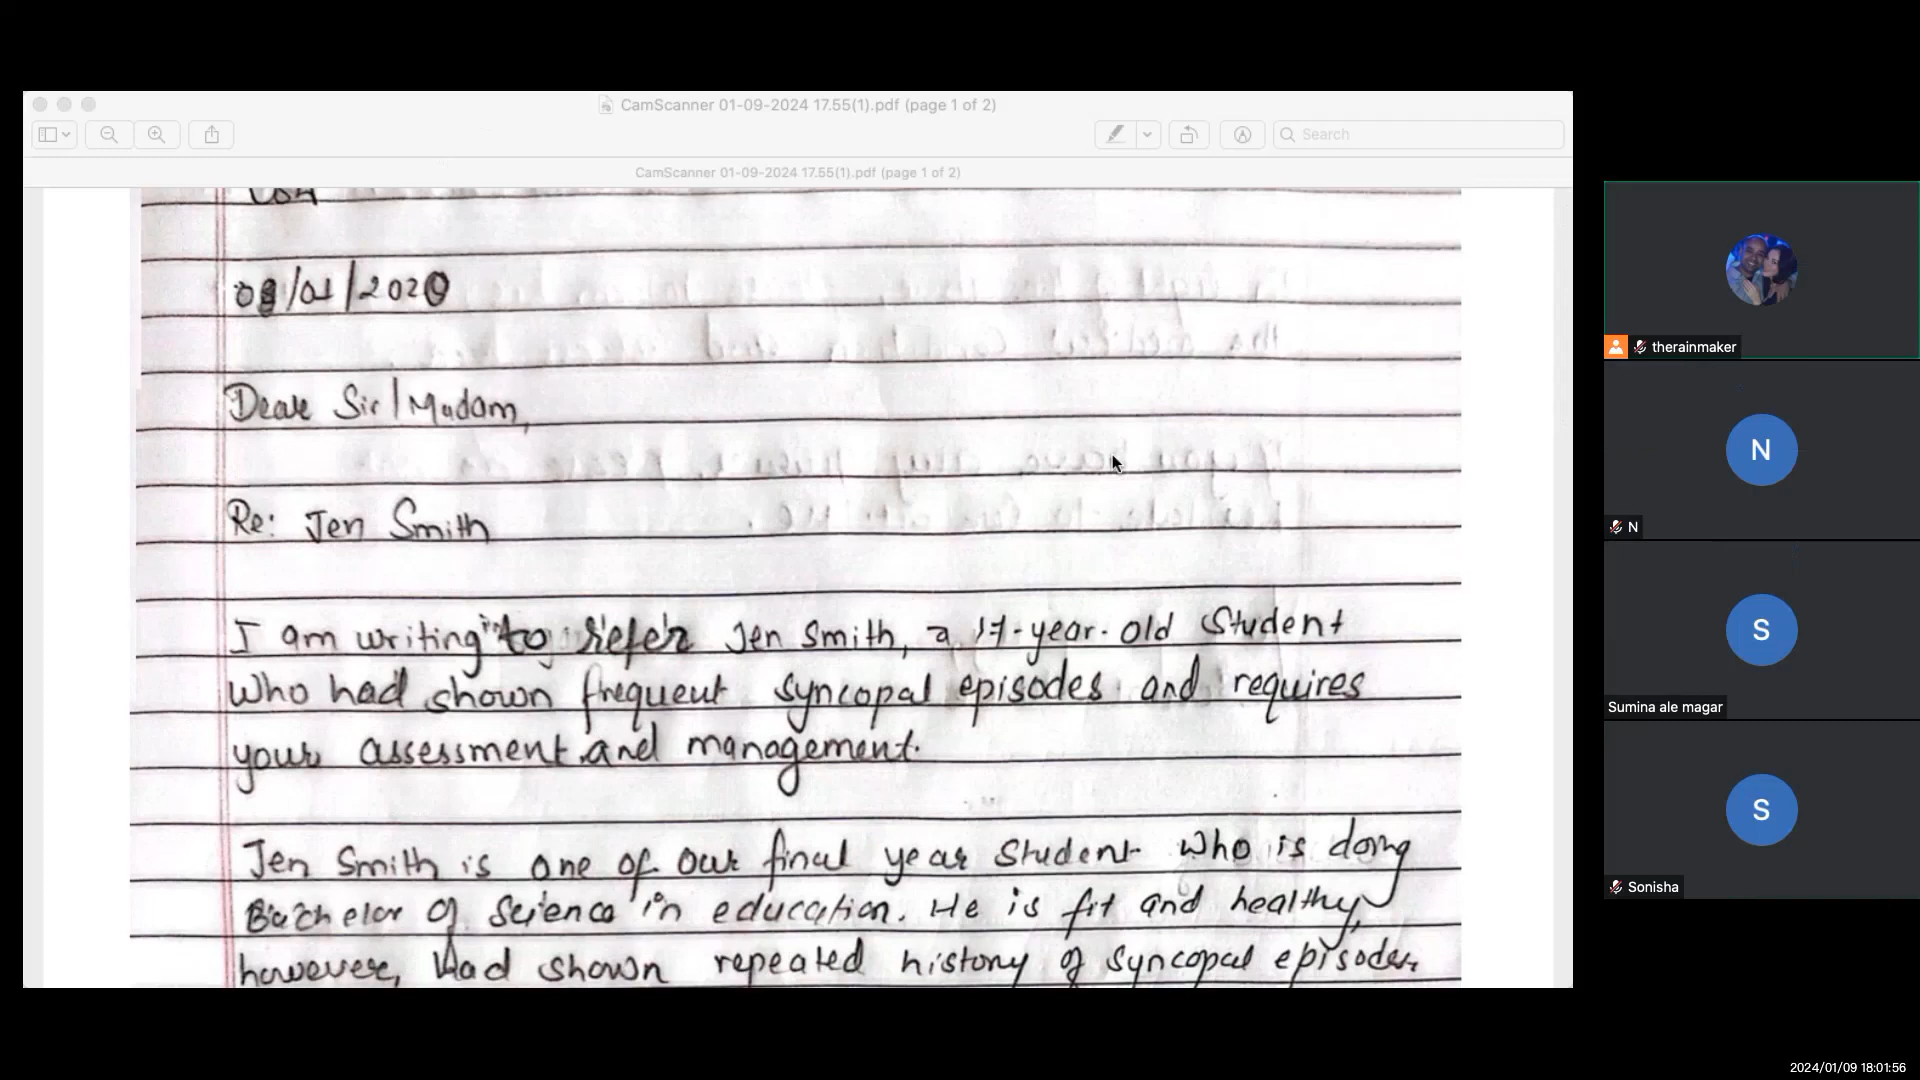 CamScanner 01-09-2024 17.55(1).pdf (page 1 of 2)
Search
CamScanner 01-09-2024 17.55(1).pdf (page 1 of 2)
USA
08/01/2020
Dear Sir/Madam,
Re: Jen Smith
I am writing to refer Jen Smith, a 17-year-old Student
Who had shown frequent syncopal episodes and requires
your assessment and management.
Jen Smith is one of our final year Student Who is doing
Bachelor of Science in education. He is fit and healthy,
however, had shown repeated history of syncopal episodes.
therainmaker
N
N
S
Sumina ale magar
S
Sonisha
2024/01/09 18:01:56